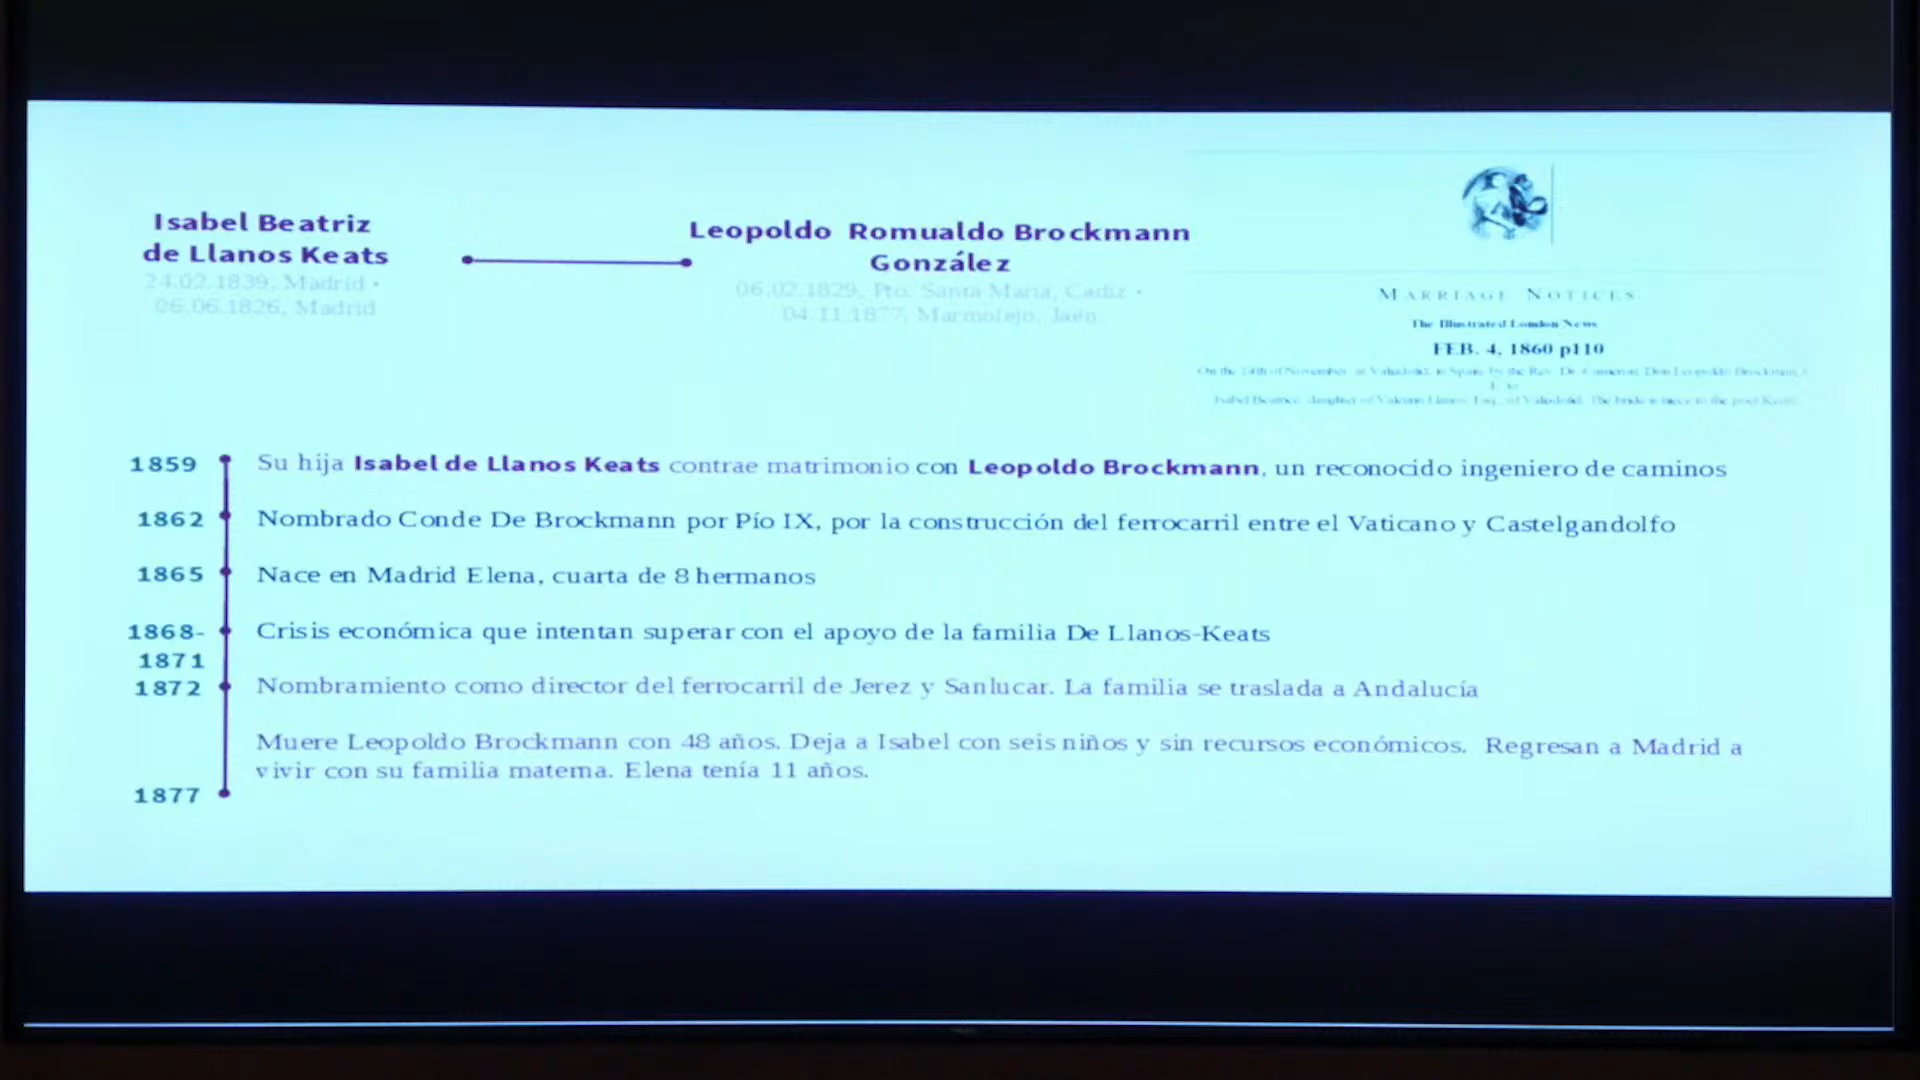 Isabel Beatriz
de Llanos Keats
24.02.1839, Madrid •
06.06.1826, Madrid
Leopoldo Romualdo Brockmann
González
06.02.1829, Pto. Santa Maria, Cadiz •
04.11.1877, Marmolejo, Jaén
MARRIAGE NOTICES
The Illustrated London News
FEB. 4, 1860 p110
1859 Su hija Isabel de Llanos Keats contrae matrimonio con Leopoldo Brockmann, un reconocido ingeniero de caminos
1862 Nombrado Conde De Brockmann por Pío IX, por la construcción del ferrocarril entre el Vaticano y Castelgandolfo
1865 Nace en Madrid Elena, cuarta de 8 hermanos
1868- Crisis económica que intentan superar con el apoyo de la familia De Llanos-Keats
1871
1872 Nombramiento como director del ferrocarril de Jerez y Sanlucar. La familia se traslada a Andalucía
Muere Leopoldo Brockmann con 48 años. Deja a Isabel con seis niños y sin recursos económicos. Regresan a Madrid a
vivir con su familia materna. Elena tenía 11 años.
1877